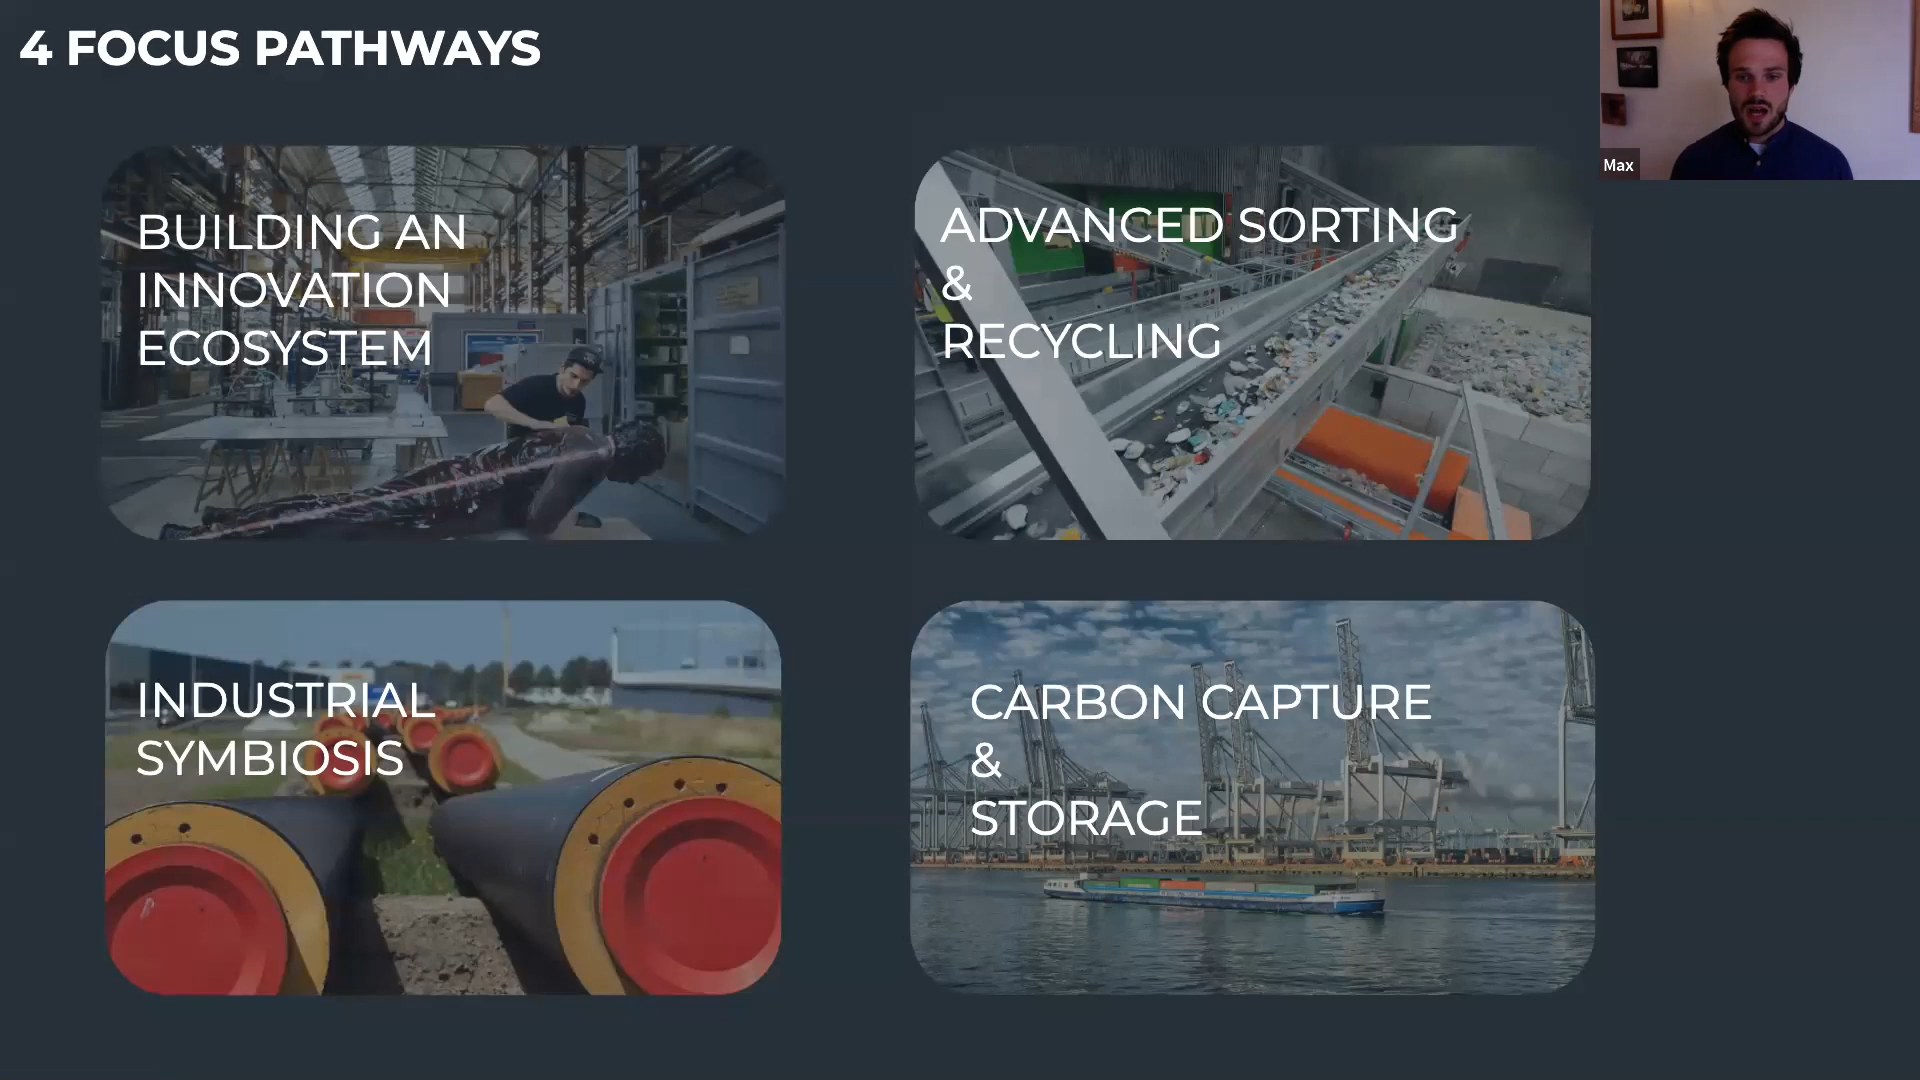 4 FOCUS PATHWAYS
BUILDING AN
INNOVATION
ECOSYSTEM
ADVANCED SORTING
&
RECYCLING
INDUSTRIAL
SYMBIOSIS
CARBON CAPTURE
&
STORAGE
Max